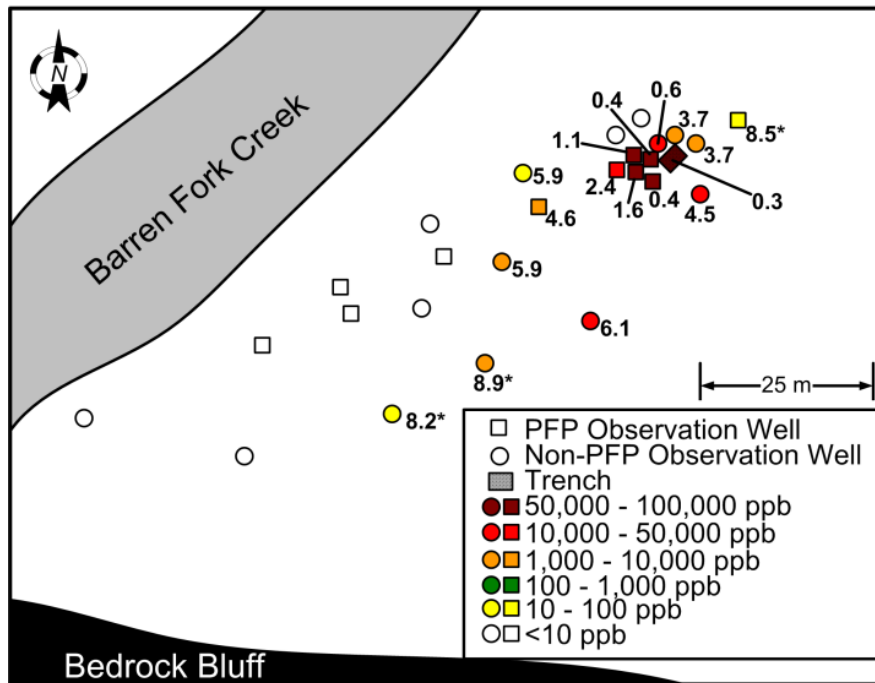 N
Barren Fork Creek
0.6
0.4
3.7
8.5*
1.1
3.7
5.9
2.4
0.3
1.6
0.4
4.5
4.6
5.9
6.1
8.9*
25 m
8.2*
PFP Observation Well
Non-PFP Observation Well
Trench
50,000 - 100,000 ppb
10,000 - 50,000 ppb
1,000 - 10,000 ppb
100 - 1,000 ppb
10 - 100 ppb
<10 ppb
Bedrock Bluff